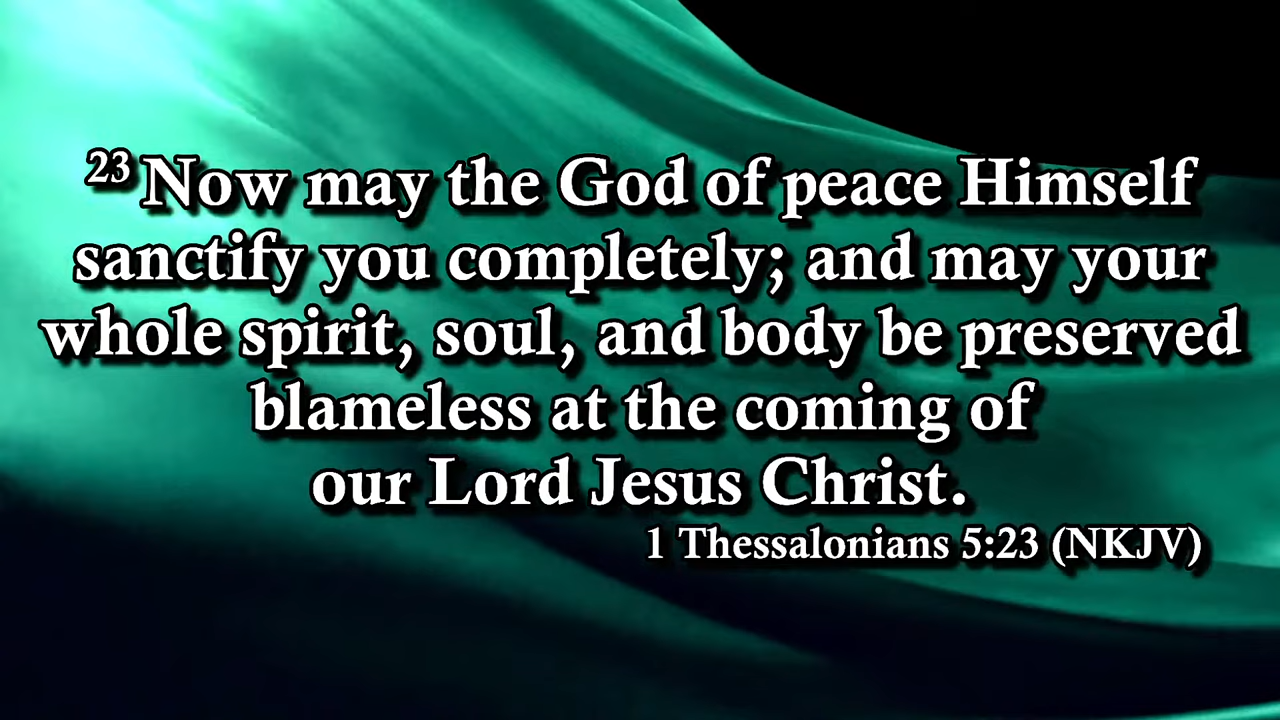 23 Now may the God of peace Himself
sanctify you completely; and may your
whole spirit, soul, and body be preserved
blameless at the coming of
our Lord Jesus Christ.
1 Thessalonians 5:23 (NKJV)